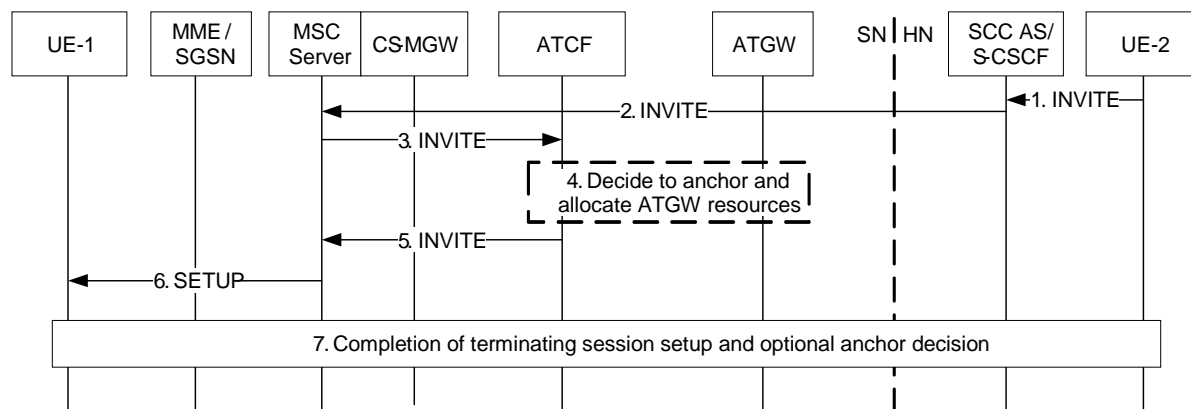 UE-1
MME /
SGSN
MSC
Server
CS-MGW
ATCF
ATGW
SN
HN
SCC AS/
S-CSCF
UE-2
1. INVITE
2. INVITE
3. INVITE
4. Decide to anchor and
allocate ATGW resources
5. INVITE
6. SETUP
7. Completion of terminating session setup and optional anchor decision